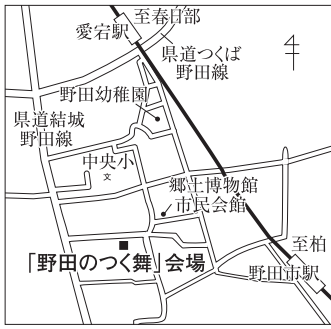 至春日部
愛宕駅
県道つくば
野田線
野田幼稚園
県道結城
野田線
中央小
文
郷土博物館
市民会館
至柏
「野田のつく舞」会場
野田市駅